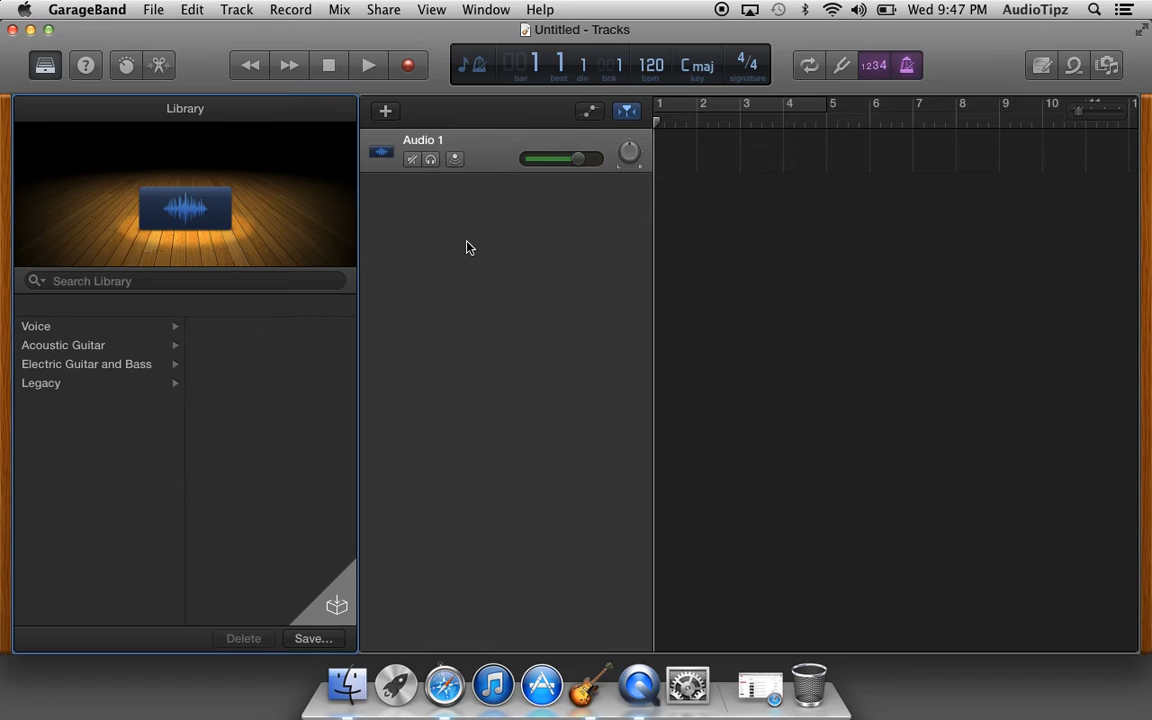 GarageBand File Edit Track Record Mix Share View Window Help Wed 9:47 PM AudioTipz
Untitled - Tracks
001 1 1 001 120 C maj 4/4
bar beat div tick bpm key signature
1234
Library
1 2 3 4 5 6 7 8 9 10 11 1
Audio 1
L R
Search Library
Voice
Acoustic Guitar
Electric Guitar and Bass
Legacy
Delete Save...